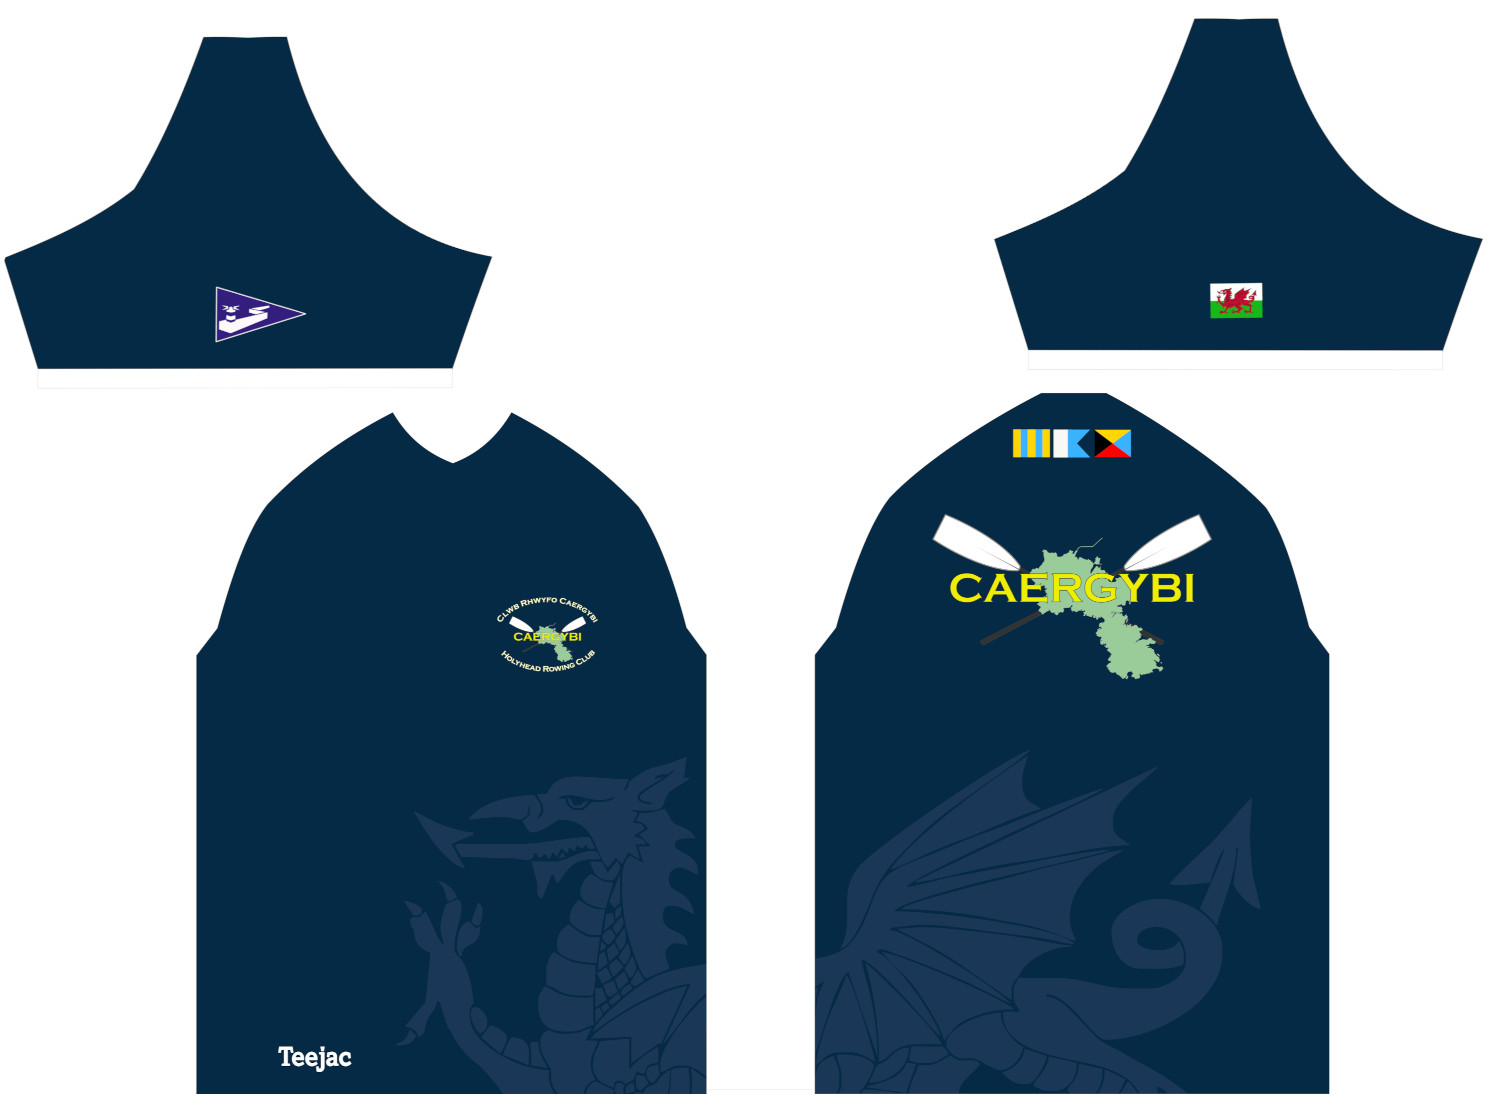 CLWB RHWYFO CAERGYBI
CAERGYBI
HOLYHEAD ROWING CLUB
CAERGYBI
Teejac